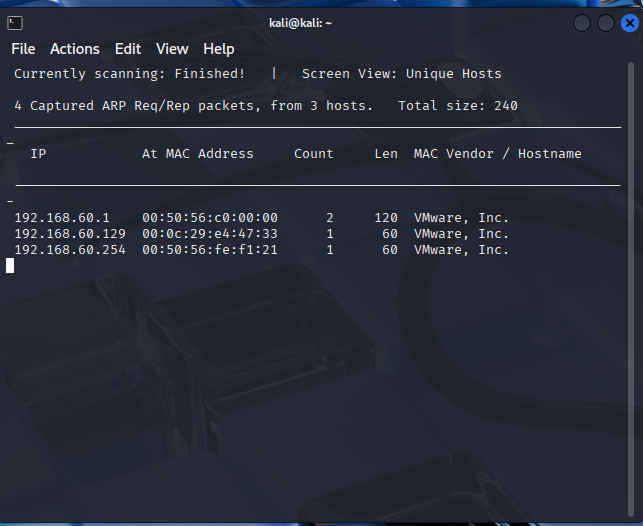 kali@kali: ~
File Actions Edit View Help
Currently scanning: Finished!   |   Screen View: Unique Hosts
4 Captured ARP Req/Rep packets, from 3 hosts.   Total size: 240
_____________________________________________________________________________
IP            At MAC Address     Count     Len  MAC Vendor / Hostname
-----------------------------------------------------------------------------
192.168.60.1    00:50:56:c0:00:00      2     120  VMware, Inc.
192.168.60.129  00:0c:29:e4:47:33      1      60  VMware, Inc.
192.168.60.254  00:50:56:fe:f1:21      1      60  VMware, Inc.